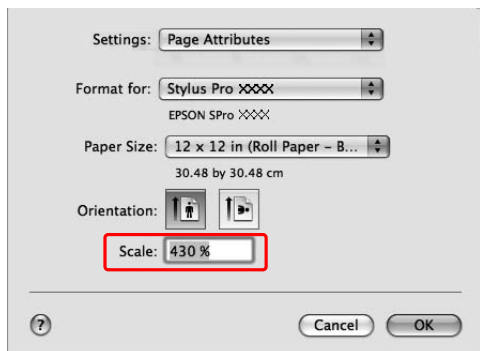 Settings: Page Attributes
Format for: Stylus Pro XXXX
EPSON SPro XXXX
Paper Size: 12 x 12 in (Roll Paper – B...
30.48 by 30.48 cm
Orientation:
Scale: 430 %
? Cancel OK